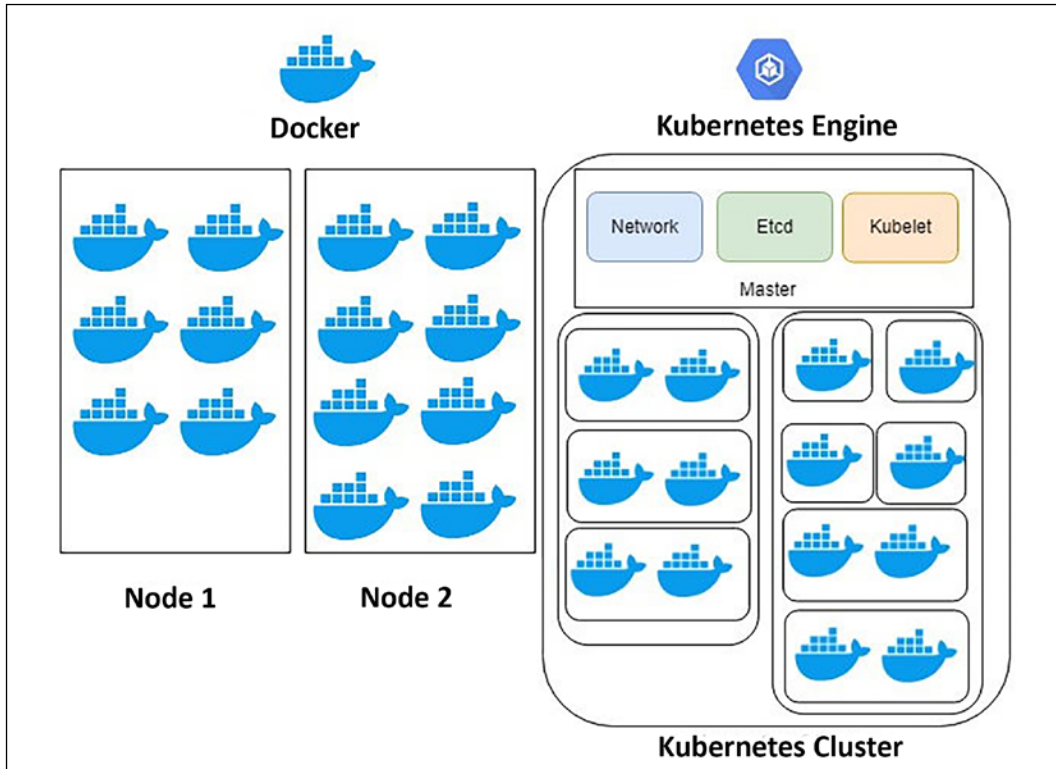 Docker
Kubernetes Engine
Network
Etcd
Kubelet
Master
Node 1
Node 2
Kubernetes Cluster